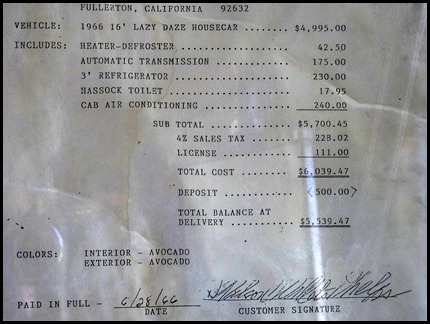 FULLERTON, CALIFORNIA 92632
VEHICLE: 1966 16' LAZY DAZE HOUSECAR ........ $4,995.00
INCLUDES: HEATER-DEFROSTER .................... 42.50
AUTOMATIC TRANSMISSION .............. 175.00
3' REFRIGERATOR ..................... 230.00
HASSOCK TOILET ...................... 17.95
CAB AIR CONDITIONING ................ 240.00
SUB TOTAL ............... $5,700.45
4% SALES TAX ........ 228.02
LICENSE ................. 111.00
TOTAL COST .......... $6,039.47
DEPOSIT ............. <500.00>
TOTAL BALANCE AT
DELIVERY ............ $5,539.47
COLORS: INTERIOR - AVOCADO
EXTERIOR - AVOCADO
PAID IN FULL - 6/28/66
DATE CUSTOMER SIGNATURE